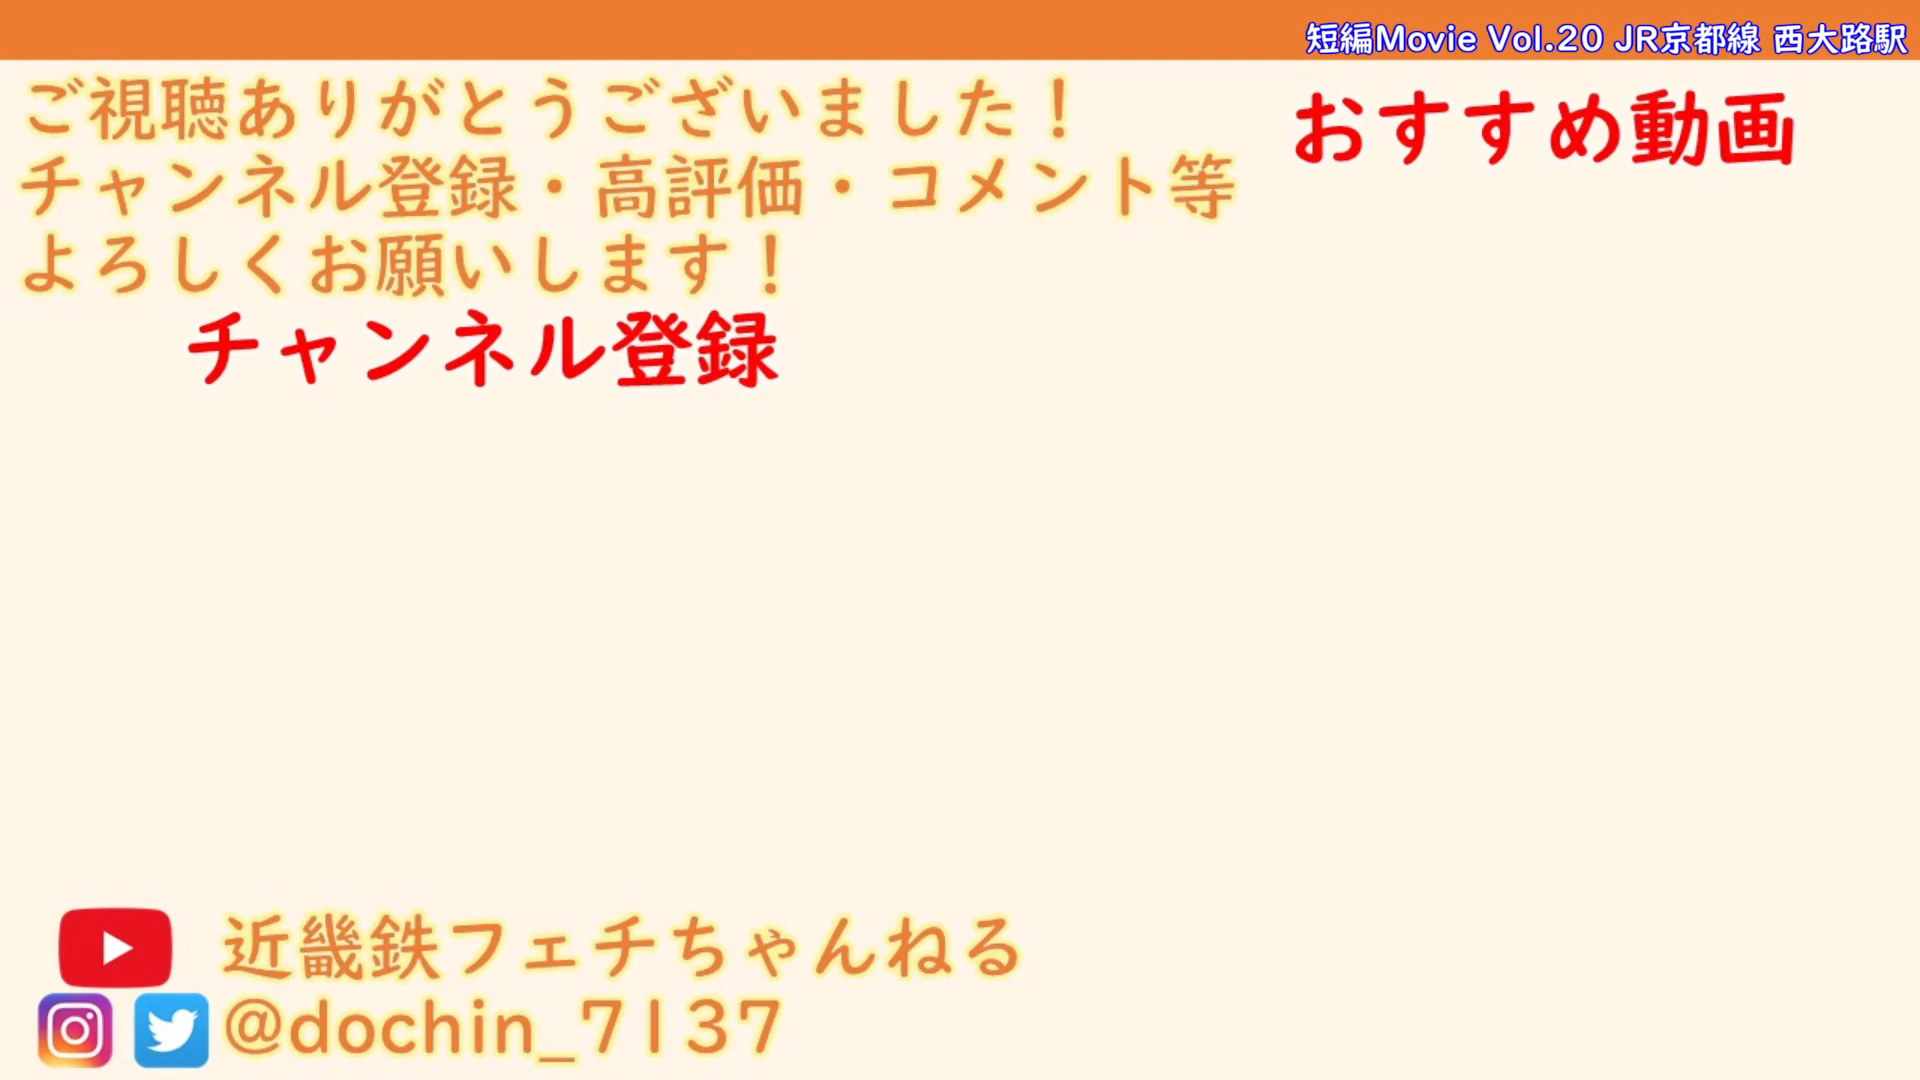 短編Movie Vol.20 JR京都線 西大路駅
ご視聴ありがとうございました！
チャンネル登録・高評価・コメント等
よろしくお願いします！
チャンネル登録
おすすめ動画
近畿鉄フェチちゃんねる
@dochin_7137